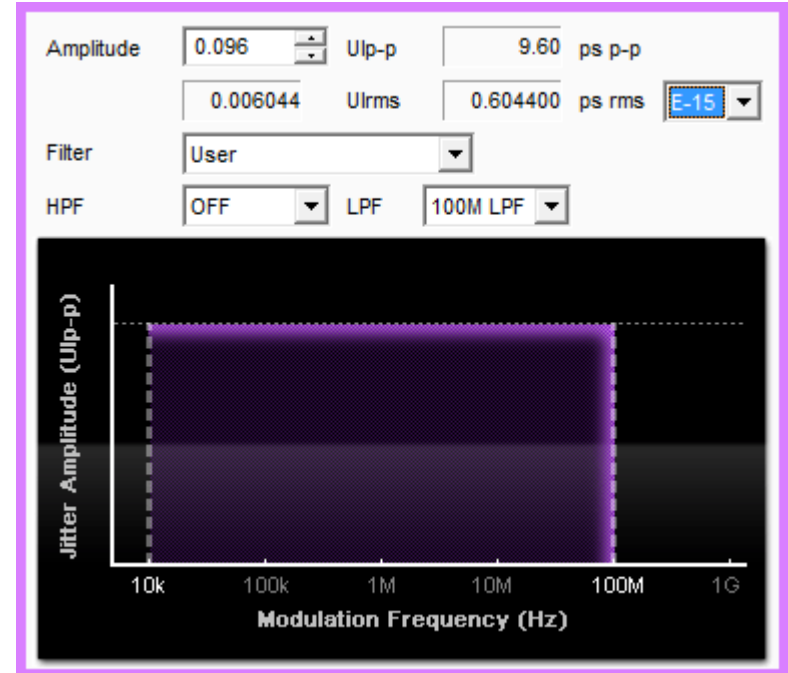 Amplitude 0.096 UIp-p 9.60 ps p-p
0.006044 UIrms 0.604400 ps rms E-15
Filter User
HPF OFF LPF 100M LPF
Jitter Amplitude (UIp-p)
10k 100k 1M 10M 100M 1G
Modulation Frequency (Hz)